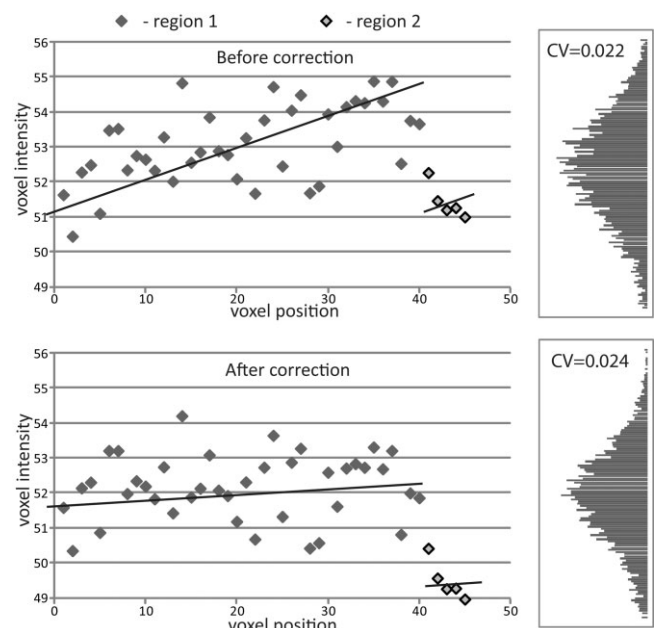 - region 1 - region 2
Before correction
voxel intensity
56
55
54
53
52
51
50
49
0 10 20 30 40 50
voxel position
CV=0.022
After correction
voxel intensity
56
55
54
53
52
51
50
49
0 10 20 30 40 50
voxel position
CV=0.024